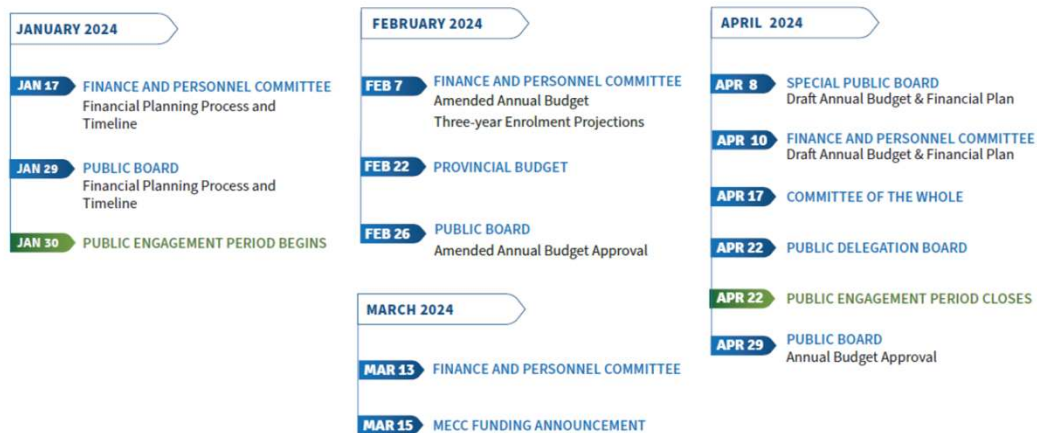 JANUARY 2024
JAN 17
FINANCE AND PERSONNEL COMMITTEE
Financial Planning Process and
Timeline
JAN 29
PUBLIC BOARD
Financial Planning Process and
Timeline
JAN 30
PUBLIC ENGAGEMENT PERIOD BEGINS
FEBRUARY 2024
FEB 7
FINANCE AND PERSONNEL COMMITTEE
Amended Annual Budget
Three-year Enrolment Projections
FEB 22
PROVINCIAL BUDGET
FEB 26
PUBLIC BOARD
Amended Annual Budget Approval
MARCH 2024
MAR 13
FINANCE AND PERSONNEL COMMITTEE
MAR 15
MECC FUNDING ANNOUNCEMENT
APRIL 2024
APR 8
SPECIAL PUBLIC BOARD
Draft Annual Budget & Financial Plan
APR 10
FINANCE AND PERSONNEL COMMITTEE
Draft Annual Budget & Financial Plan
APR 17
COMMITTEE OF THE WHOLE
APR 22
PUBLIC DELEGATION BOARD
APR 22
PUBLIC ENGAGEMENT PERIOD CLOSES
APR 29
PUBLIC BOARD
Annual Budget Approval